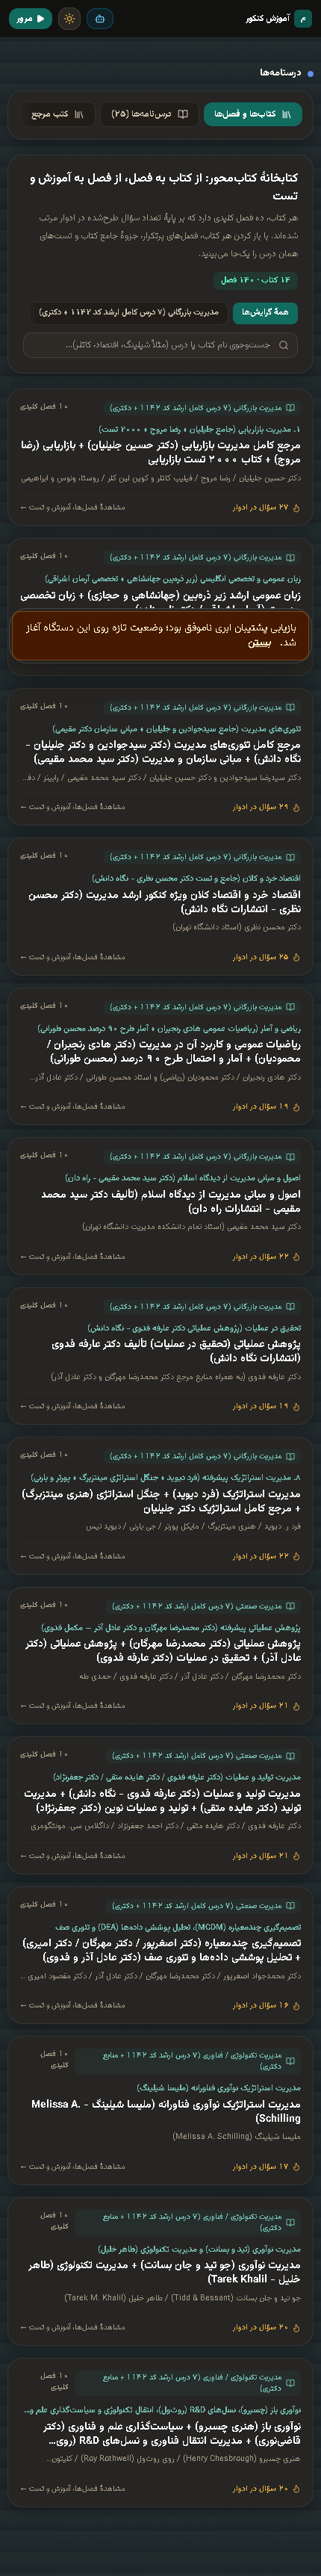 م
آموزش کنکور
مرور
درسنامه‌ها
کتاب‌ها و فصل‌ها
درس‌نامه‌ها (۲۵)
کتب مرجع
کتابخانهٔ کتاب‌محور: از کتاب به فصل، از فصل به آموزش و
تست
هر کتاب، ده فصل کلیدی دارد که بر پایهٔ تعداد سؤال طرح‌شده در ادوار مرتب
شده‌اند. با باز کردن هر کتاب، فصل‌های پرتکرار، جزوهٔ جامع کتاب و تست‌های
همان درس را یک‌جا می‌بینید.
۱۴ کتاب · ۱۴۰ فصل
همهٔ گرایش‌ها
مدیریت بازرگانی (۷ درس کامل ارشد کد ۱۱۴۲ + دکتری)
جست‌وجوی نام کتاب یا درس (مثلاً شیلینگ، اقتصاد، کاتلر)...
مدیریت بازرگانی (۷ درس کامل ارشد کد ۱۱۴۲ + دکتری)
۱۰ فصل کلیدی
۱. مدیریت بازاریابی (جامع جلیلیان + رضا مروج + ۲۰۰۰ تست)
مرجع کامل مدیریت بازاریابی (دکتر حسین جلیلیان) + بازاریابی (رضا
مروج) + کتاب ۲۰۰۰ تست بازاریابی
دکتر حسین جلیلیان / رضا مروج / فیلیپ کاتلر و کوین لین کلر / روستا، ونوس و ابراهیمی
۲۷ سؤال در ادوار
مشاهدهٔ فصل‌ها، آموزش و تست ←
مدیریت بازرگانی (۷ درس کامل ارشد کد ۱۱۴۲ + دکتری)
۱۰ فصل کلیدی
زبان عمومی و تخصصی انگلیسی (زیر ذره‌بین جهانشاهی + تخصصی آرمان اشراقی)
زبان عمومی ارشد زیر ذره‌بین (جهانشاهی و حجازی) + زبان تخصصی
بازیابی پشتیبان ابری ناموفق بود؛ وضعیت تازه روی این دستگاه آغاز
شد. بستن
مدیریت بازرگانی (۷ درس کامل ارشد کد ۱۱۴۲ + دکتری)
۱۰ فصل کلیدی
تئوری‌های مدیریت (جامع سیدجوادین و جلیلیان + مبانی سازمان دکتر مقیمی)
مرجع کامل تئوری‌های مدیریت (دکتر سیدجوادین و دکتر جلیلیان -
نگاه دانش) + مبانی سازمان و مدیریت (دکتر سید محمد مقیمی)
دکتر سیدرضا سیدجوادین و دکتر حسین جلیلیان / دکتر سید محمد مقیمی / رابینز / دف...
۲۹ سؤال در ادوار
مشاهدهٔ فصل‌ها، آموزش و تست ←
مدیریت بازرگانی (۷ درس کامل ارشد کد ۱۱۴۲ + دکتری)
۱۰ فصل کلیدی
اقتصاد خرد و کلان (جامع و تست دکتر محسن نظری - نگاه دانش)
اقتصاد خرد و اقتصاد کلان ویژه کنکور ارشد مدیریت (دکتر محسن
نظری - انتشارات نگاه دانش)
دکتر محسن نظری (استاد دانشگاه تهران)
۲۵ سؤال در ادوار
مشاهدهٔ فصل‌ها، آموزش و تست ←
مدیریت بازرگانی (۷ درس کامل ارشد کد ۱۱۴۲ + دکتری)
۱۰ فصل کلیدی
ریاضی و آمار (ریاضیات عمومی هادی رنجبران + آمار طرح ۹۰ درصد محسن طورانی)
ریاضیات عمومی و کاربرد آن در مدیریت (دکتر هادی رنجبران /
محمودیان) + آمار و احتمال طرح ۹۰ درصد (محسن طورانی)
دکتر هادی رنجبران / دکتر محمودیان (ریاضی) و استاد محسن طورانی / دکتر عادل آذر...
۱۹ سؤال در ادوار
مشاهدهٔ فصل‌ها، آموزش و تست ←
مدیریت بازرگانی (۷ درس کامل ارشد کد ۱۱۴۲ + دکتری)
۱۰ فصل کلیدی
اصول و مبانی مدیریت از دیدگاه اسلام (دکتر سید محمد مقیمی - راه دان)
اصول و مبانی مدیریت از دیدگاه اسلام (تألیف دکتر سید محمد
مقیمی - انتشارات راه دان)
دکتر سید محمد مقیمی (استاد تمام دانشکده مدیریت دانشگاه تهران)
۲۲ سؤال در ادوار
مشاهدهٔ فصل‌ها، آموزش و تست ←
مدیریت بازرگانی (۷ درس کامل ارشد کد ۱۱۴۲ + دکتری)
۱۰ فصل کلیدی
تحقیق در عملیات (پژوهش عملیاتی دکتر عارفه فدوی - نگاه دانش)
پژوهش عملیاتی (تحقیق در عملیات) تألیف دکتر عارفه فدوی
(انتشارات نگاه دانش)
دکتر عارفه فدوی (به همراه منابع مرجع دکتر محمدرضا مهرگان و دکتر عادل آذر)
۱۹ سؤال در ادوار
مشاهدهٔ فصل‌ها، آموزش و تست ←
مدیریت بازرگانی (۷ درس کامل ارشد کد ۱۱۴۲ + دکتری)
۱۰ فصل کلیدی
۸. مدیریت استراتژیک پیشرفته (فرد دیوید + جنگل استراتژی مینتزبرگ + پورتر و بارنی)
مدیریت استراتژیک (فرد دیوید) + جنگل استراتژی (هنری مینتزبرگ)
+ مرجع کامل استراتژیک دکتر جلیلیان
فرد ر. دیوید / هنری مینتزبرگ / مایکل پورتر / جی بارنی / دیوید تیس
۲۲ سؤال در ادوار
مشاهدهٔ فصل‌ها، آموزش و تست ←
مدیریت صنعتی (۷ درس کامل ارشد کد ۱۱۴۲ + دکتری)
۱۰ فصل کلیدی
پژوهش عملیاتی پیشرفته (دکتر محمدرضا مهرگان و دکتر عادل آذر — مکمل فدوی)
پژوهش عملیاتی (دکتر محمدرضا مهرگان) + پژوهش عملیاتی (دکتر
عادل آذر) + تحقیق در عملیات (دکتر عارفه فدوی)
دکتر محمدرضا مهرگان / دکتر عادل آذر / دکتر عارفه فدوی / حمدی طه
۲۱ سؤال در ادوار
مشاهدهٔ فصل‌ها، آموزش و تست ←
مدیریت صنعتی (۷ درس کامل ارشد کد ۱۱۴۲ + دکتری)
۱۰ فصل کلیدی
مدیریت تولید و عملیات (دکتر عارفه فدوی / دکتر هایده متقی / دکتر جعفرنژاد)
مدیریت تولید و عملیات (دکتر عارفه فدوی - نگاه دانش) + مدیریت
تولید (دکتر هایده متقی) + تولید و عملیات نوین (دکتر جعفرنژاد)
دکتر عارفه فدوی / دکتر هایده متقی / دکتر احمد جعفرنژاد / داگلاس سی. مونتگومری
۲۱ سؤال در ادوار
مشاهدهٔ فصل‌ها، آموزش و تست ←
مدیریت صنعتی (۷ درس کامل ارشد کد ۱۱۴۲ + دکتری)
۱۰ فصل کلیدی
تصمیم‌گیری چندمعیاره (MCDM)، تحلیل پوششی داده‌ها (DEA) و تئوری صف
تصمیم‌گیری چندمعیاره (دکتر اصغرپور / دکتر مهرگان / دکتر امیری)
+ تحلیل پوششی داده‌ها و تئوری صف (دکتر عادل آذر و فدوی)
دکتر محمدجواد اصغرپور / دکتر محمدرضا مهرگان / دکتر عادل آذر / دکتر مقصود امیری ...
۱۶ سؤال در ادوار
مشاهدهٔ فصل‌ها، آموزش و تست ←
مدیریت تکنولوژی / فناوری (۷ درس ارشد کد ۱۱۴۲ + منابع
دکتری)
۱۰ فصل
کلیدی
مدیریت استراتژیک نوآوری فناورانه (ملیسا شیلینگ)
مدیریت استراتژیک نوآوری فناورانه (ملیسا شیلینگ - Melissa A.
Schilling)
ملیسا شیلینگ (Melissa A. Schilling)
۱۷ سؤال در ادوار
مشاهدهٔ فصل‌ها، آموزش و تست ←
مدیریت تکنولوژی / فناوری (۷ درس ارشد کد ۱۱۴۲ + منابع
دکتری)
۱۰ فصل
کلیدی
مدیریت نوآوری (تید و بسانت) و مدیریت تکنولوژی (طاهر خلیل)
مدیریت نوآوری (جو تید و جان بسانت) + مدیریت تکنولوژی (طاهر
خلیل - Tarek Khalil)
جو تید و جان بسانت (Tidd & Bessant) / طاهر خلیل (Tarek M. Khalil)
۲۰ سؤال در ادوار
مشاهدهٔ فصل‌ها، آموزش و تست ←
مدیریت تکنولوژی / فناوری (۷ درس ارشد کد ۱۱۴۲ + منابع
دکتری)
۱۰ فصل
کلیدی
نوآوری باز (چسبرو)، نسل‌های R&D (روث‌ول)، انتقال تکنولوژی و سیاست‌گذاری علم و...
نوآوری باز (هنری چسبرو) + سیاست‌گذاری علم و فناوری (دکتر
قاضی‌نوری) + مدیریت انتقال فناوری و نسل‌های R&D (روی...
هنری چسبرو (Henry Chesbrough) / روی روث‌ول (Roy Rothwell) / کلیتون...
۲۰ سؤال در ادوار
مشاهدهٔ فصل‌ها، آموزش و تست ←